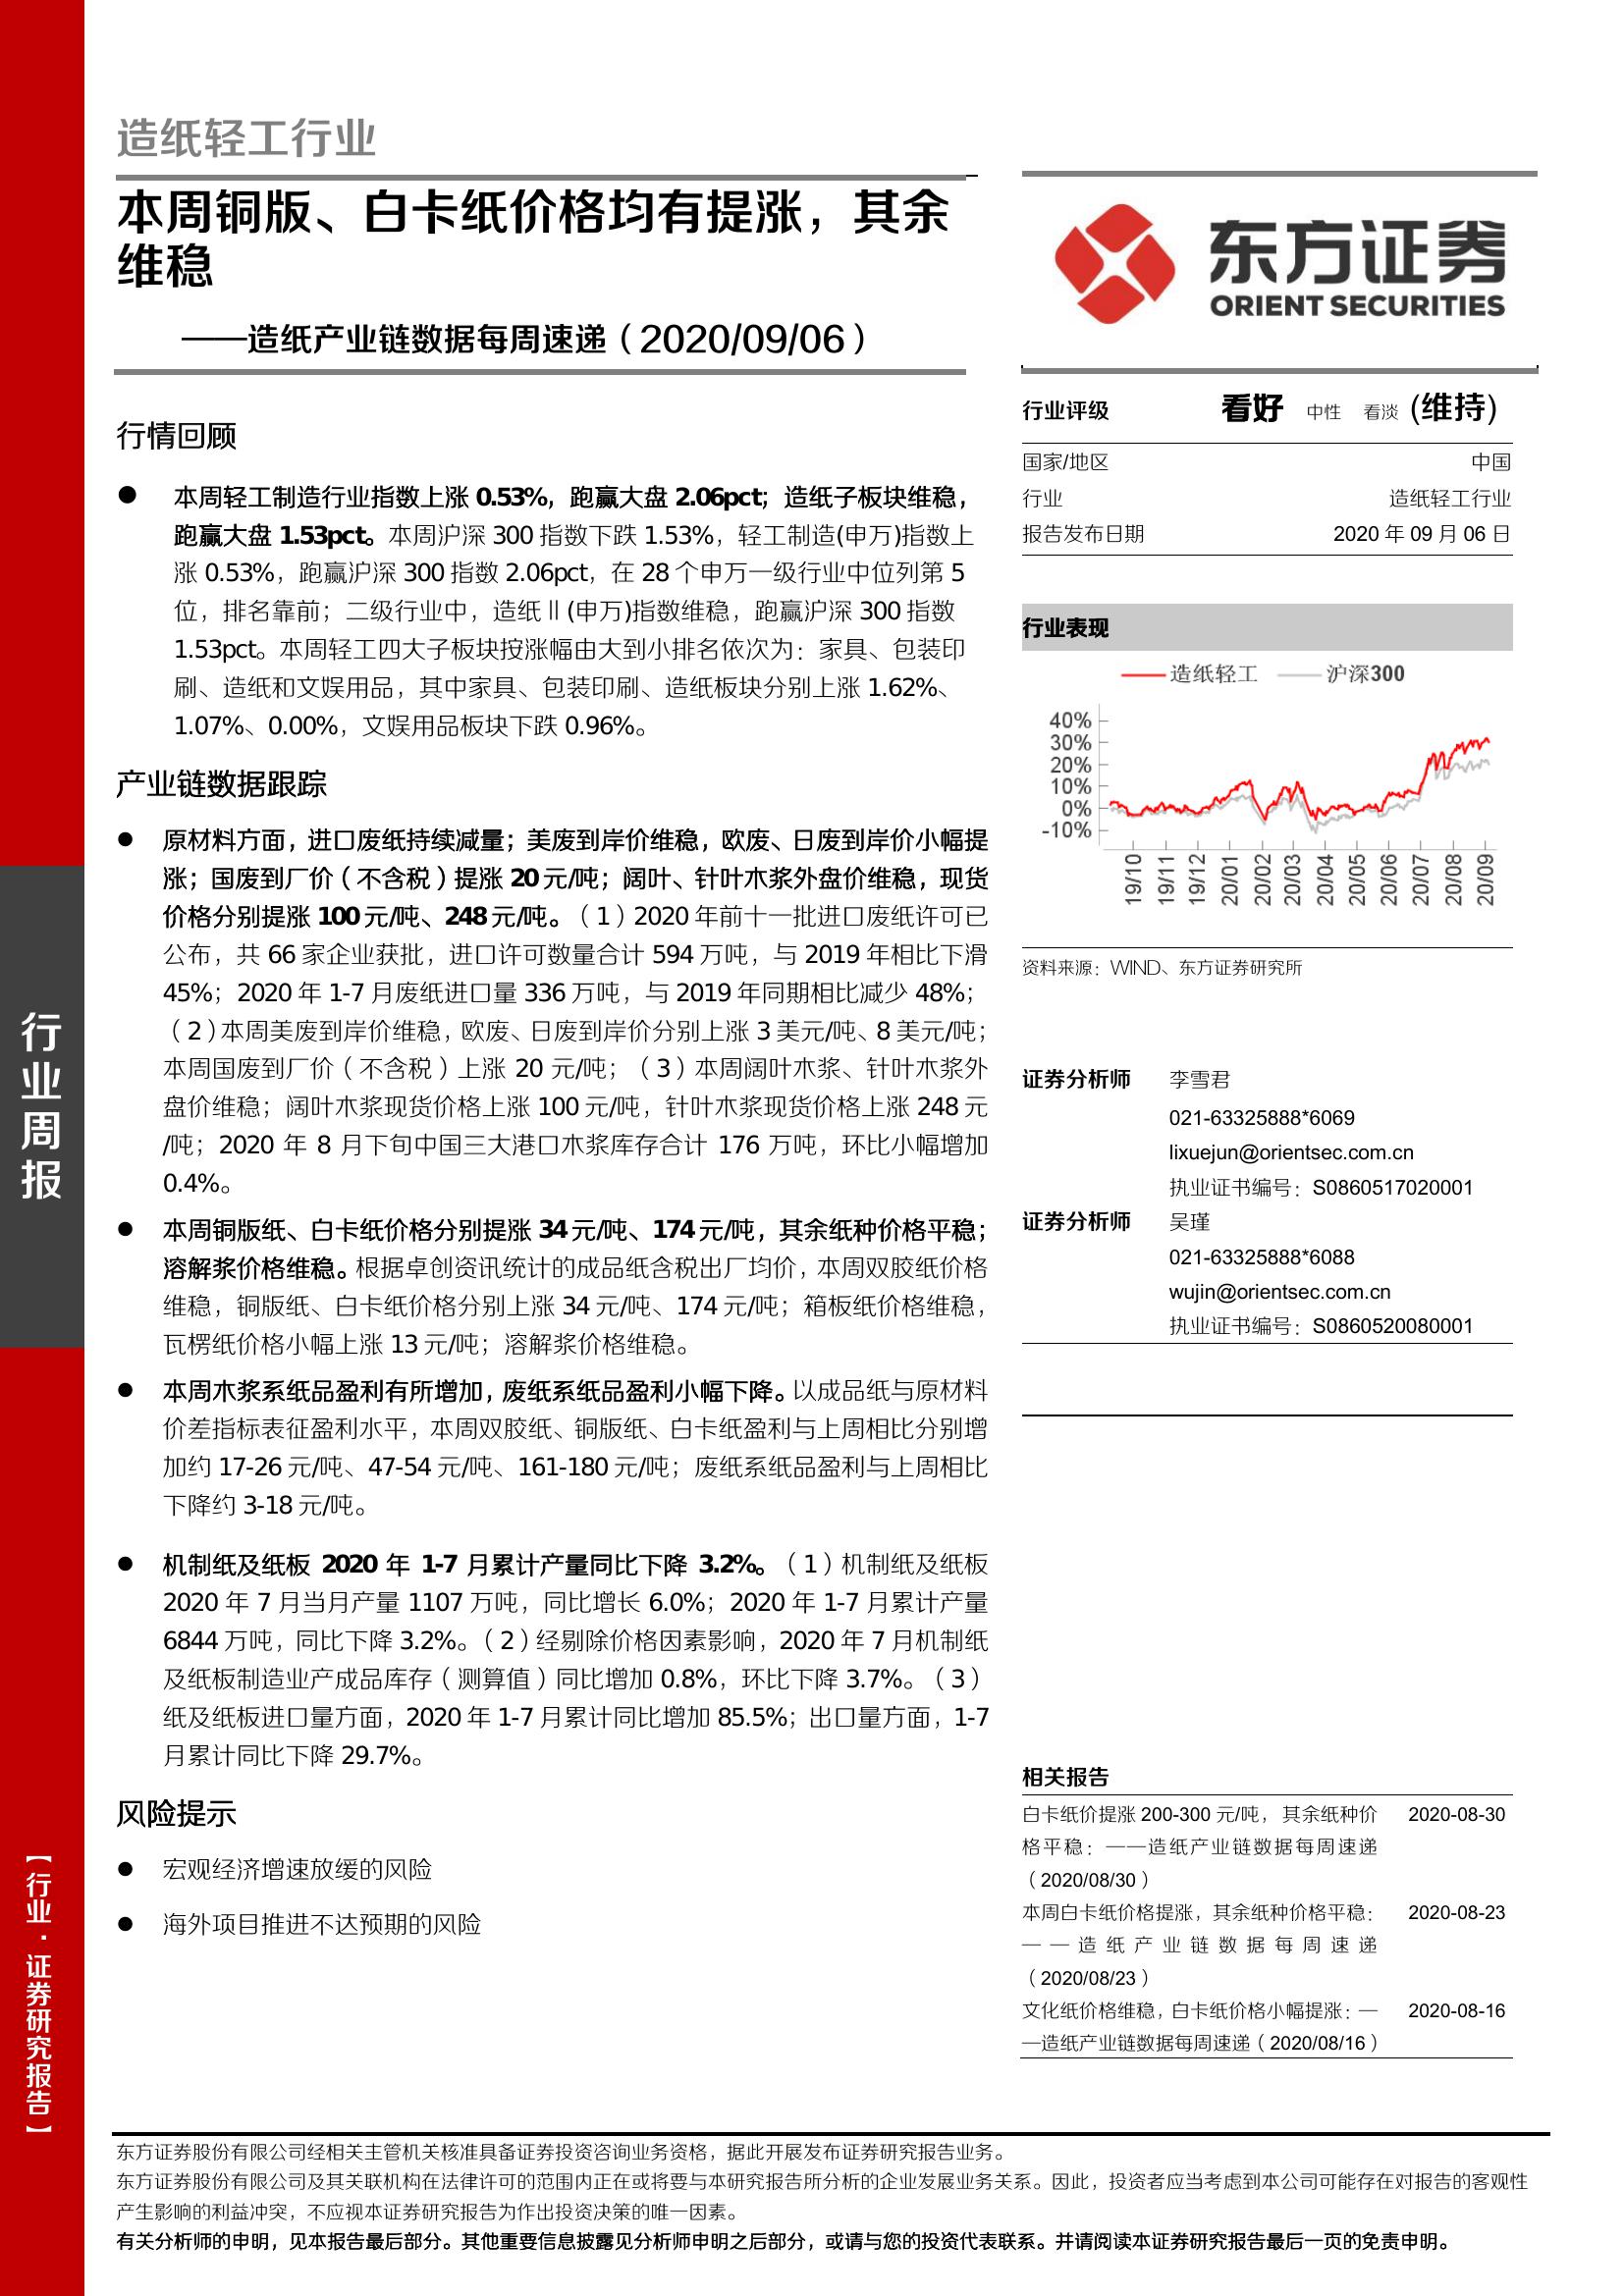 造纸轻工行业
本周铜版、白卡纸价格均有提涨，其余
维稳
——造纸产业链数据每周速递（2020/09/06）
行情回顾
● 本周轻工制造行业指数上涨 0.53%，跑赢大盘 2.06pct；造纸子板块维稳，
跑赢大盘 1.53pct。本周沪深 300 指数下跌 1.53%，轻工制造(申万)指数上
涨 0.53%，跑赢沪深 300 指数 2.06pct，在 28 个申万一级行业中位列第 5
位，排名靠前；二级行业中，造纸Ⅱ(申万)指数维稳，跑赢沪深 300 指数
1.53pct。本周轻工四大子板块按涨幅由大到小排名依次为：家具、包装印
刷、造纸和文娱用品，其中家具、包装印刷、造纸板块分别上涨 1.62%、
1.07%、0.00%，文娱用品板块下跌 0.96%。
产业链数据跟踪
● 原材料方面，进口废纸持续减量；美废到岸价维稳，欧废、日废到岸价小幅提
涨；国废到厂价（不含税）提涨 20 元/吨；阔叶、针叶木浆外盘价维稳，现货
价格分别提涨 100 元/吨、248 元/吨。（1）2020 年前十一批进口废纸许可已
公布，共 66 家企业获批，进口许可数量合计 594 万吨，与 2019 年相比下滑
45%；2020 年 1-7 月废纸进口量 336 万吨，与 2019 年同期相比减少 48%；
（2）本周美废到岸价维稳，欧废、日废到岸价分别上涨 3 美元/吨、8 美元/吨；
本周国废到厂价（不含税）上涨 20 元/吨；（3）本周阔叶木浆、针叶木浆外
盘价维稳；阔叶木浆现货价格上涨 100 元/吨，针叶木浆现货价格上涨 248 元
/吨；2020 年 8 月下旬中国三大港口木浆库存合计 176 万吨，环比小幅增加
0.4%。
● 本周铜版纸、白卡纸价格分别提涨 34 元/吨、174 元/吨，其余纸种价格平稳；
溶解浆价格维稳。根据卓创资讯统计的成品纸含税出厂均价，本周双胶纸价格
维稳，铜版纸、白卡纸价格分别上涨 34 元/吨、174 元/吨；箱板纸价格维稳，
瓦楞纸价格小幅上涨 13 元/吨；溶解浆价格维稳。
● 本周木浆系纸品盈利有所增加，废纸系纸品盈利小幅下降。以成品纸与原材料
价差指标表征盈利水平，本周双胶纸、铜版纸、白卡纸盈利与上周相比分别增
加约 17-26 元/吨、47-54 元/吨、161-180 元/吨；废纸系纸品盈利与上周相比
下降约 3-18 元/吨。
● 机制纸及纸板 2020 年 1-7 月累计产量同比下降 3.2%。（1）机制纸及纸板
2020 年 7 月当月产量 1107 万吨，同比增长 6.0%；2020 年 1-7 月累计产量
6844 万吨，同比下降 3.2%。（2）经剔除价格因素影响，2020 年 7 月机制纸
及纸板制造业产成品库存（测算值）同比增加 0.8%，环比下降 3.7%。（3）
纸及纸板进口量方面，2020 年 1-7 月累计同比增加 85.5%；出口量方面，1-7
月累计同比下降 29.7%。
风险提示
● 宏观经济增速放缓的风险
● 海外项目推进不达预期的风险
东方证券
ORIENT SECURITIES
行业评级 看好 中性 看淡 (维持)
国家/地区 中国
行业 造纸轻工行业
报告发布日期 2020 年 09 月 06 日
行业表现
造纸轻工 沪深300
40%
30%
20%
10%
0%
-10%
19/10 19/11 19/12 20/01 20/02 20/03 20/04 20/05 20/06 20/07 20/08 20/09
资料来源：WIND、东方证券研究所
证券分析师 李雪君
021-63325888*6069
lixuejun@orientsec.com.cn
执业证书编号：S0860517020001
证券分析师 吴瑾
021-63325888*6088
wujin@orientsec.com.cn
执业证书编号：S0860520080001
相关报告
白卡纸价提涨 200-300 元/吨，其余纸种价 2020-08-30
格平稳：——造纸产业链数据每周速递
（2020/08/30）
本周白卡纸价格提涨，其余纸种价格平稳： 2020-08-23
——造纸产业链数据每周速递
（2020/08/23）
文化纸价格维稳，白卡纸价格小幅提涨：— 2020-08-16
—造纸产业链数据每周速递（2020/08/16）
行业周报
【行业·证券研究报告】
东方证券股份有限公司经相关主管机关核准具备证券投资咨询业务资格，据此开展发布证券研究报告业务。
东方证券股份有限公司及其关联机构在法律许可的范围内正在或将要与本研究报告所分析的企业发展业务关系。因此，投资者应当考虑到本公司可能存在对报告的客观性
产生影响的利益冲突，不应视本证券研究报告为作出投资决策的唯一因素。
有关分析师的申明，见本报告最后部分。其他重要信息披露见分析师申明之后部分，或请与您的投资代表联系。并请阅读本证券研究报告最后一页的免责申明。